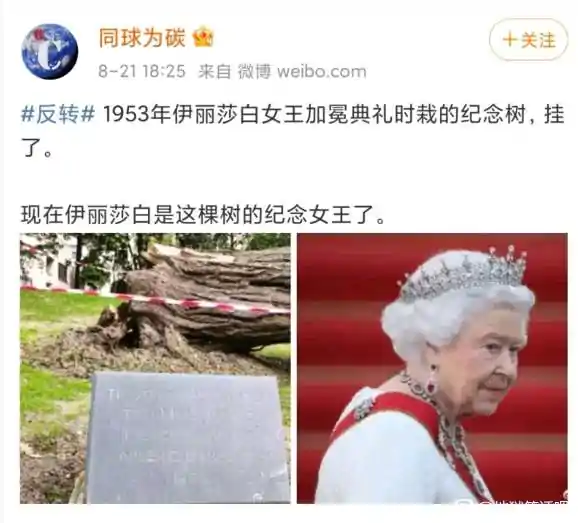 同球为碳
+关注
8-21 18:25 来自 微博 weibo.com
#反转# 1953年伊丽莎白女王加冕典礼时栽的纪念树，挂
了。
现在伊丽莎白是这棵树的纪念女王了。